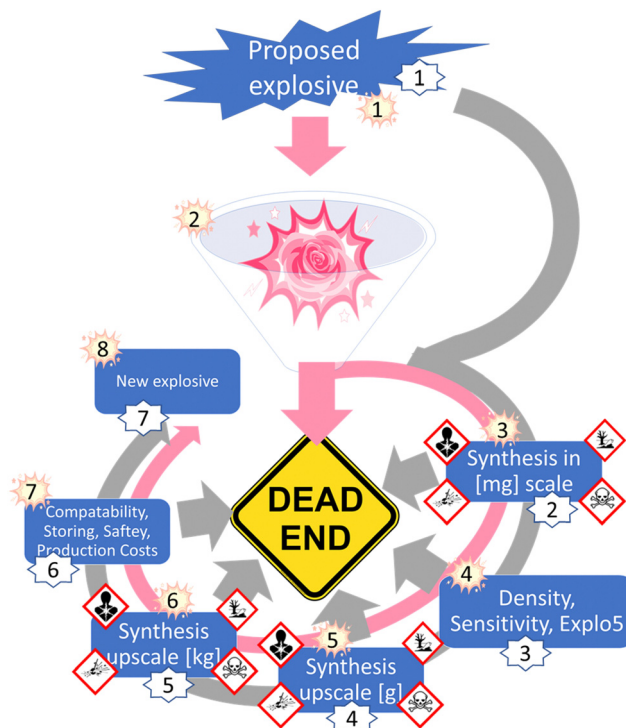 Proposed
explosive
1
1
2
8
New explosive
7
3
Synthesis in
[mg] scale
2
DEAD
END
7
Compatability,
Storing, Saftey,
Production Costs
6
4
Density,
Sensitivity, Explo5
3
6
Synthesis
upscale [kg]
5
5
Synthesis
upscale [g]
4